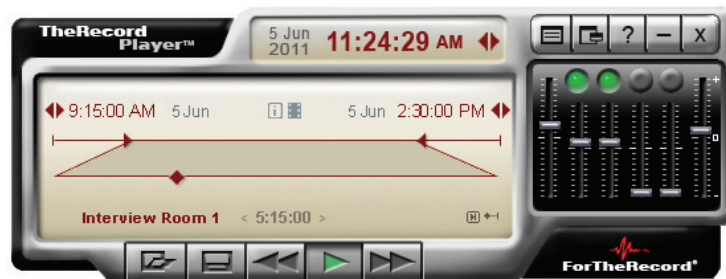 TheRecord
Player™
5 Jun
2011
11:24:29 AM
?
–
X
9:15:00 AM 5 Jun
5 Jun 2:30:00 PM
Interview Room 1 < 5:15:00 >
ForTheRecord®